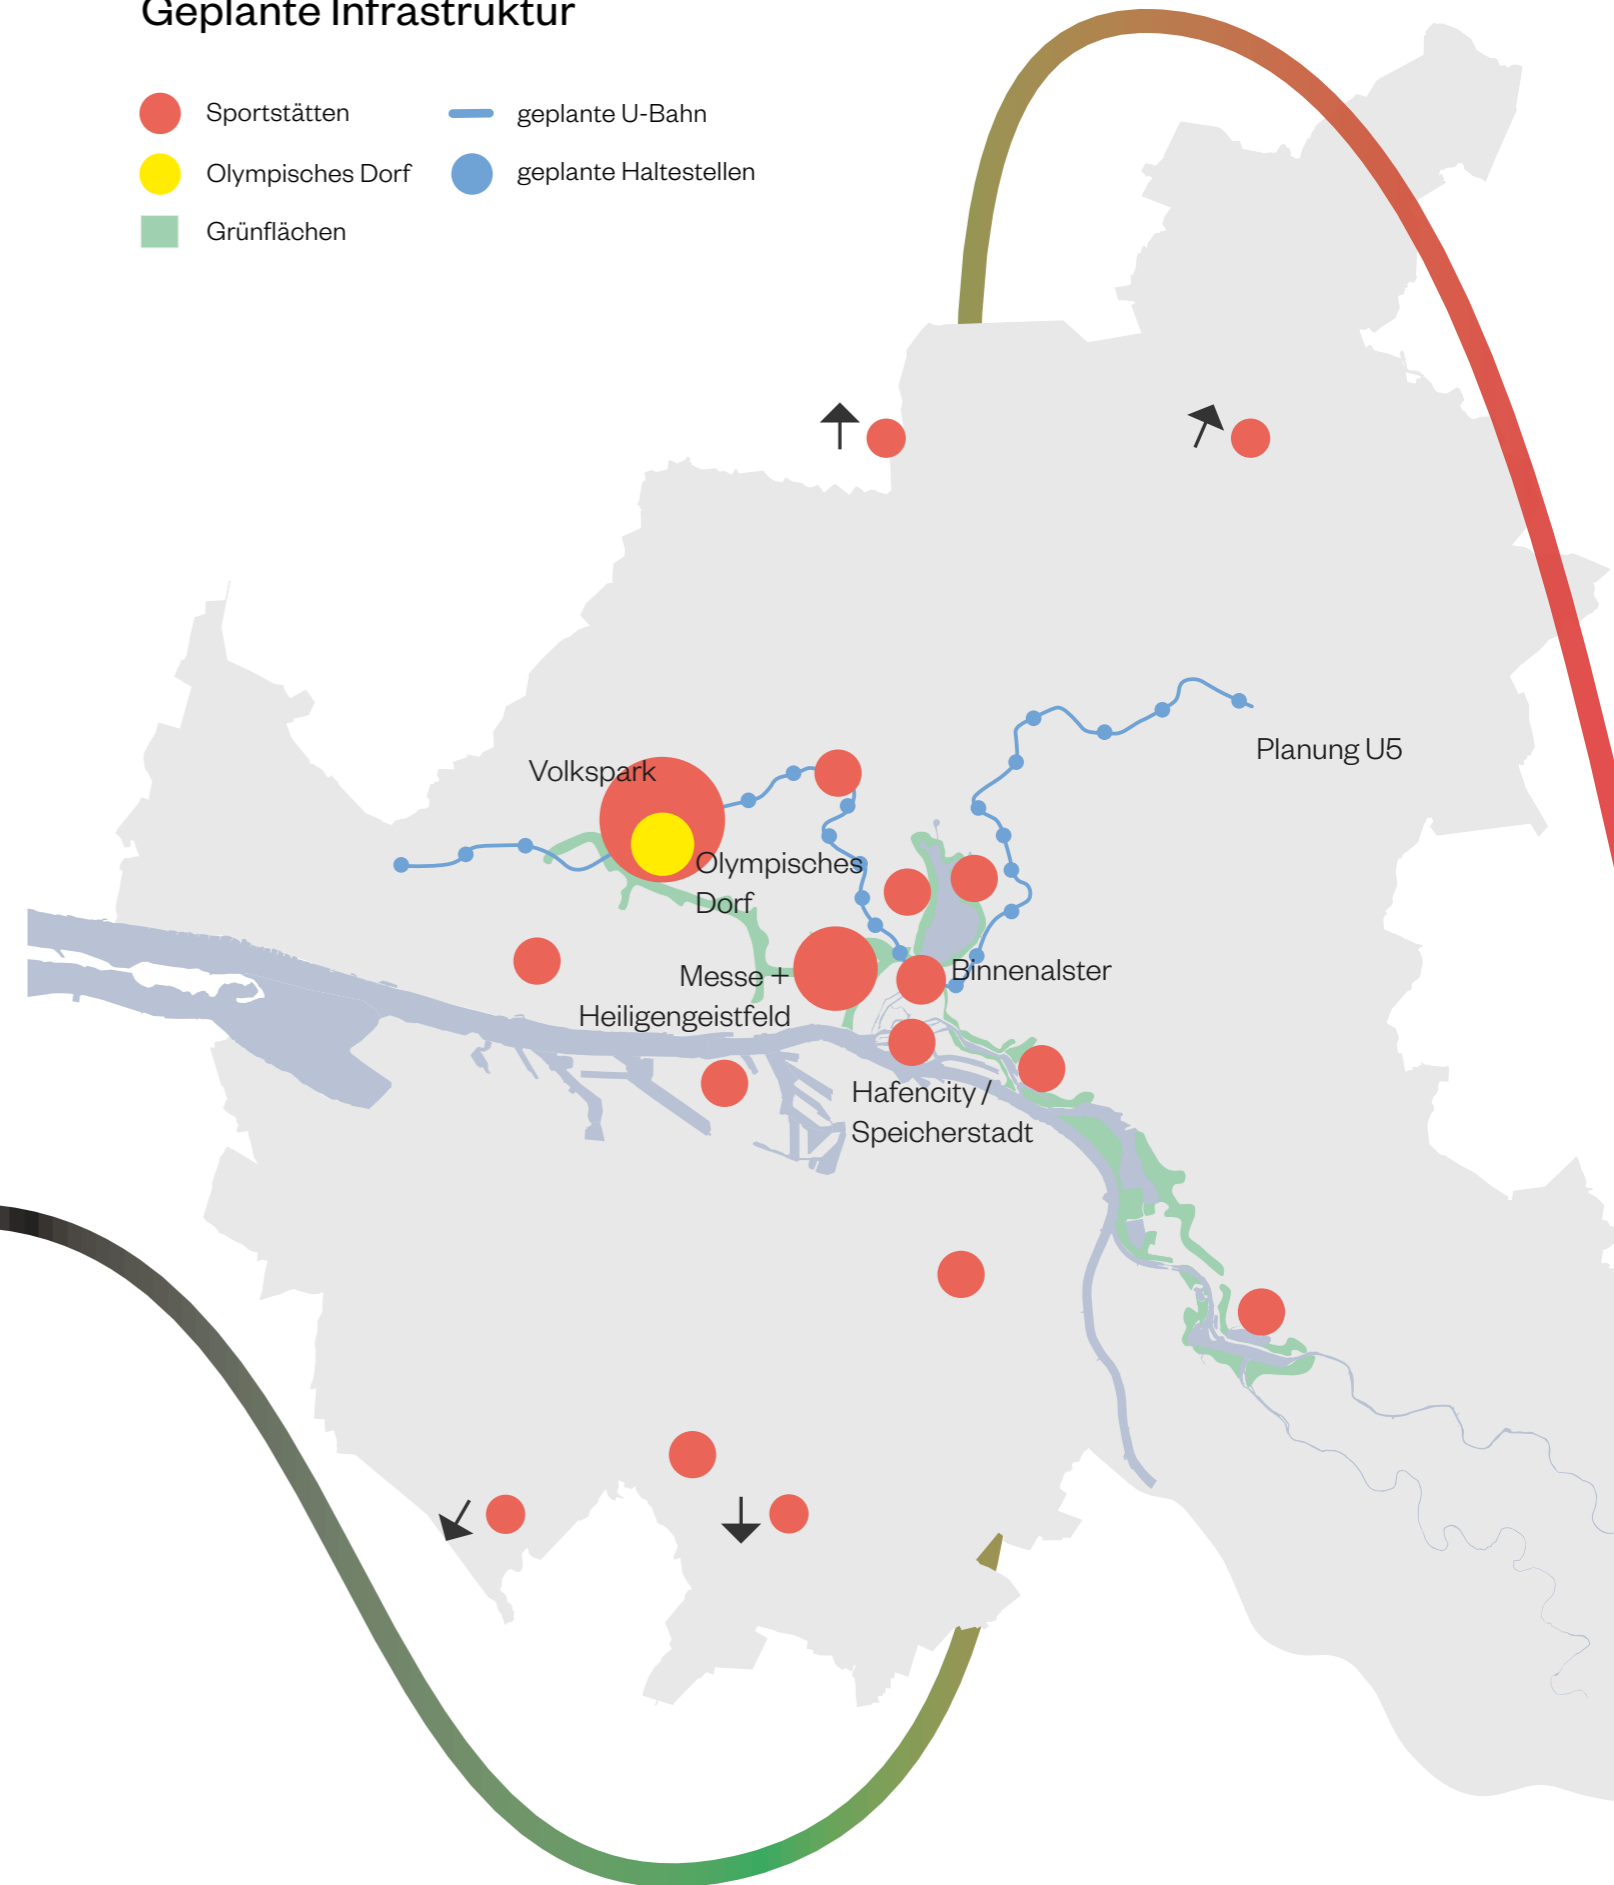 Geplante Infrastruktur
Sportstätten
geplante U-Bahn
Olympisches Dorf
geplante Haltestellen
Grünflächen
Planung U5
Volkspark
Olympisches
Dorf
Messe +
Heiligengeistfeld
Binnenalster
Hafencity /
Speicherstadt